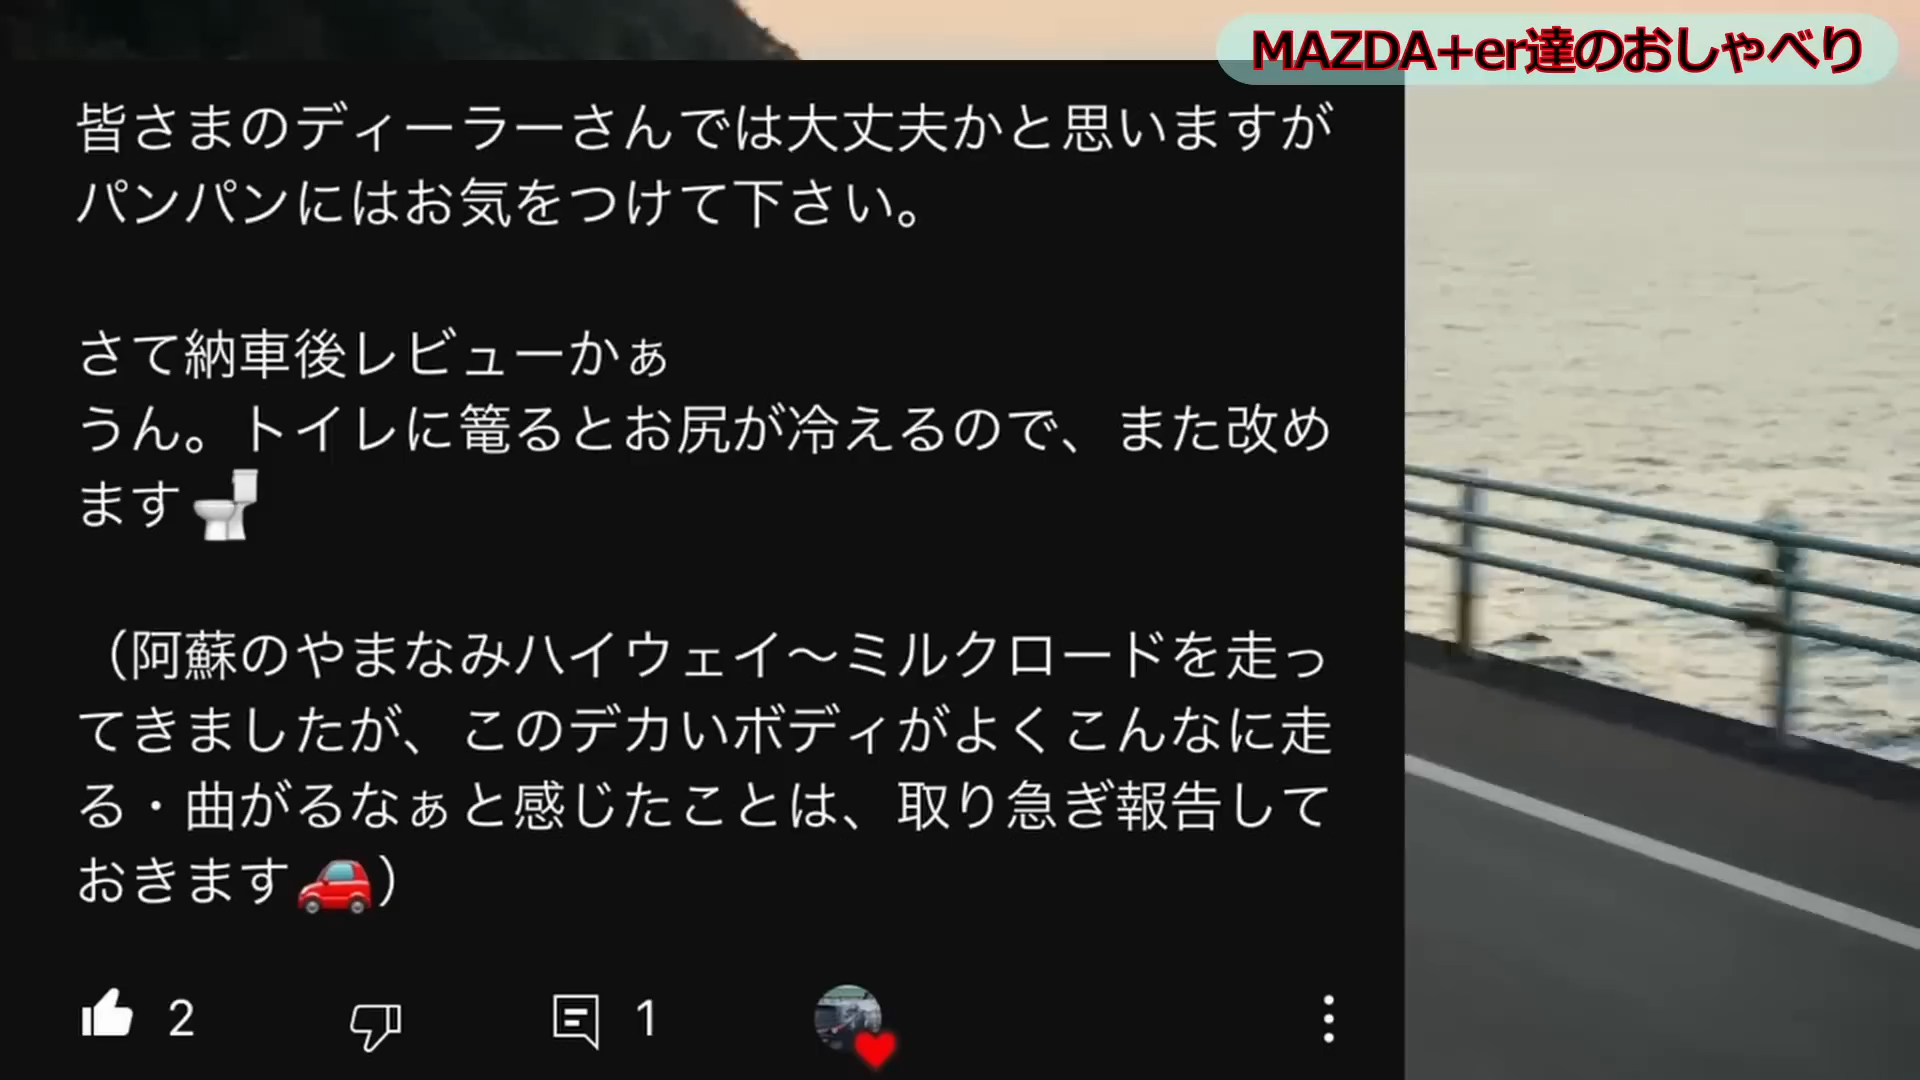 MAZDA+er達のおしゃべり
皆さまのディーラーさんでは大丈夫かと思いますが
パンパンにはお気をつけて下さい。
さて納車後レビューかぁ
うん。トイレに篭るとお尻が冷えるので、また改め
ます🚽
（阿蘇のやまなみハイウェイ〜ミルクロードを走っ
てきましたが、このデカいボディがよくこんなに走
る・曲がるなぁと感じたことは、取り急ぎ報告して
おきます🚗）
2 1